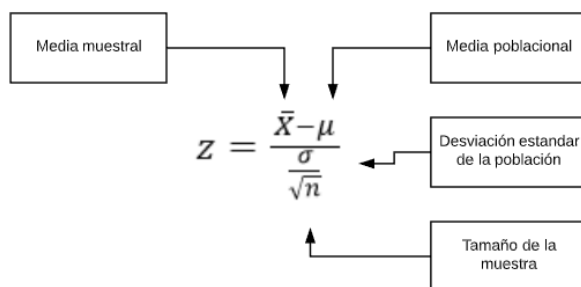 Media muestral
Media poblacional
z = X̄−μ / σ/√n
Desviación estandar
de la población
Tamaño de la
muestra